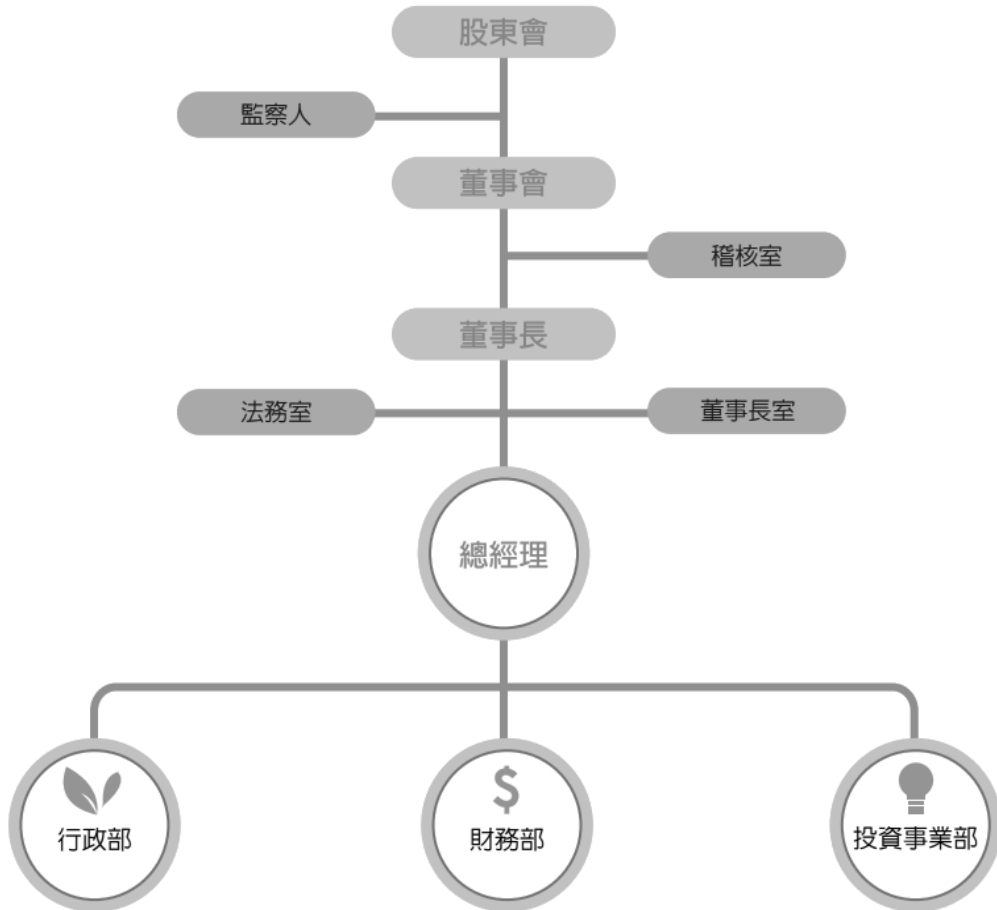 股東會
監察人
董事會
稽核室
董事長
法務室
董事長室
總經理
$
行政部
財務部
投資事業部